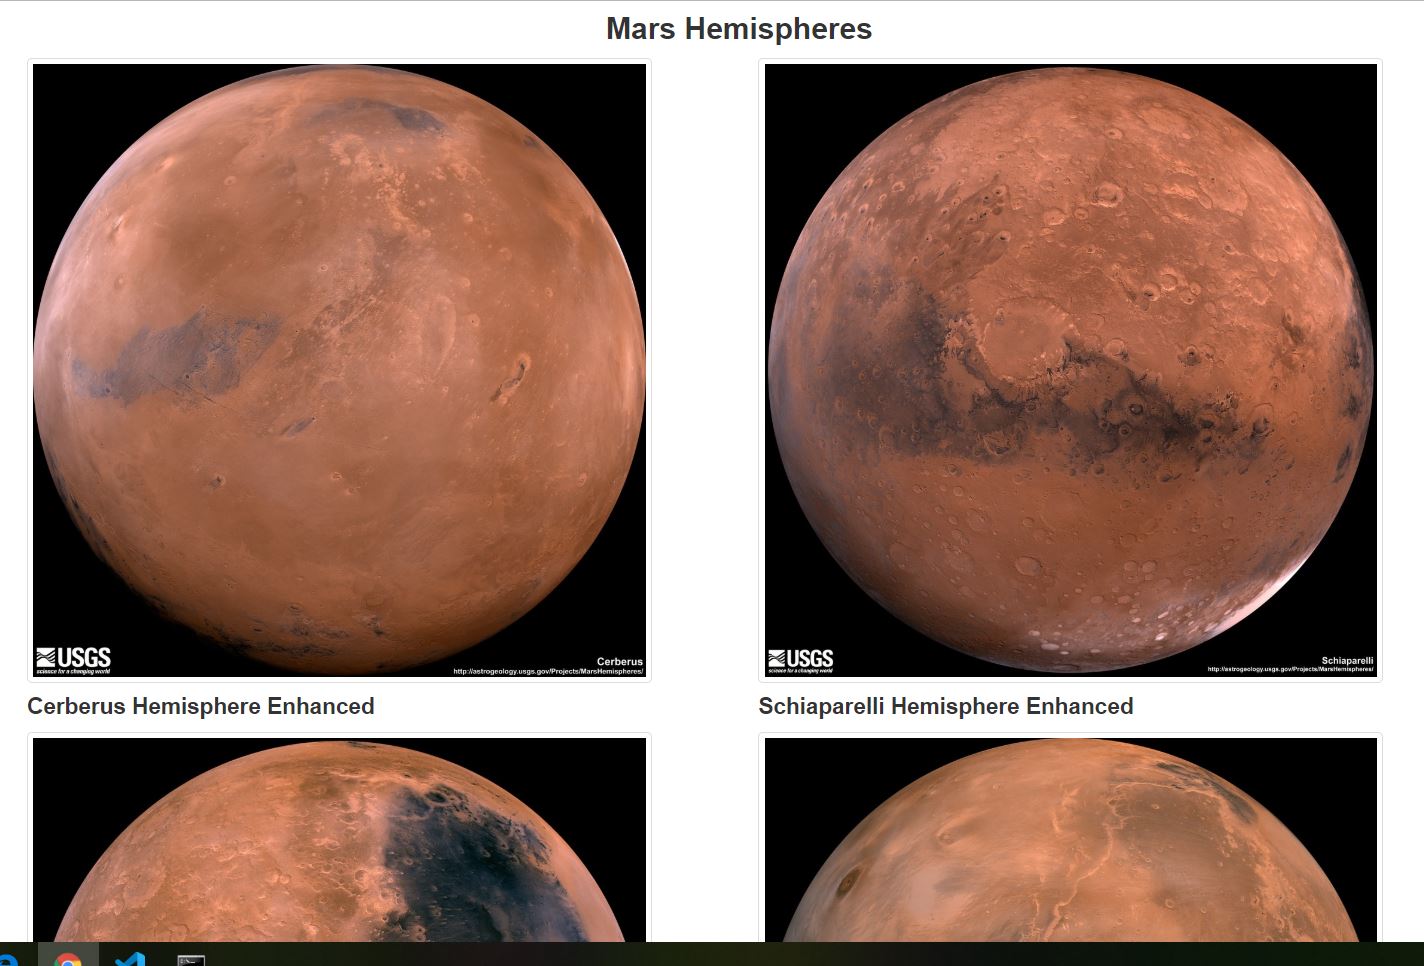 Mars Hemispheres
USGS
science for a changing world
Cerberus
http://astrogeology.usgs.gov/Projects/MarsHemispheres/
USGS
science for a changing world
Schiaparelli
http://astrogeology.usgs.gov/Projects/MarsHemispheres/
Cerberus Hemisphere Enhanced
Schiaparelli Hemisphere Enhanced